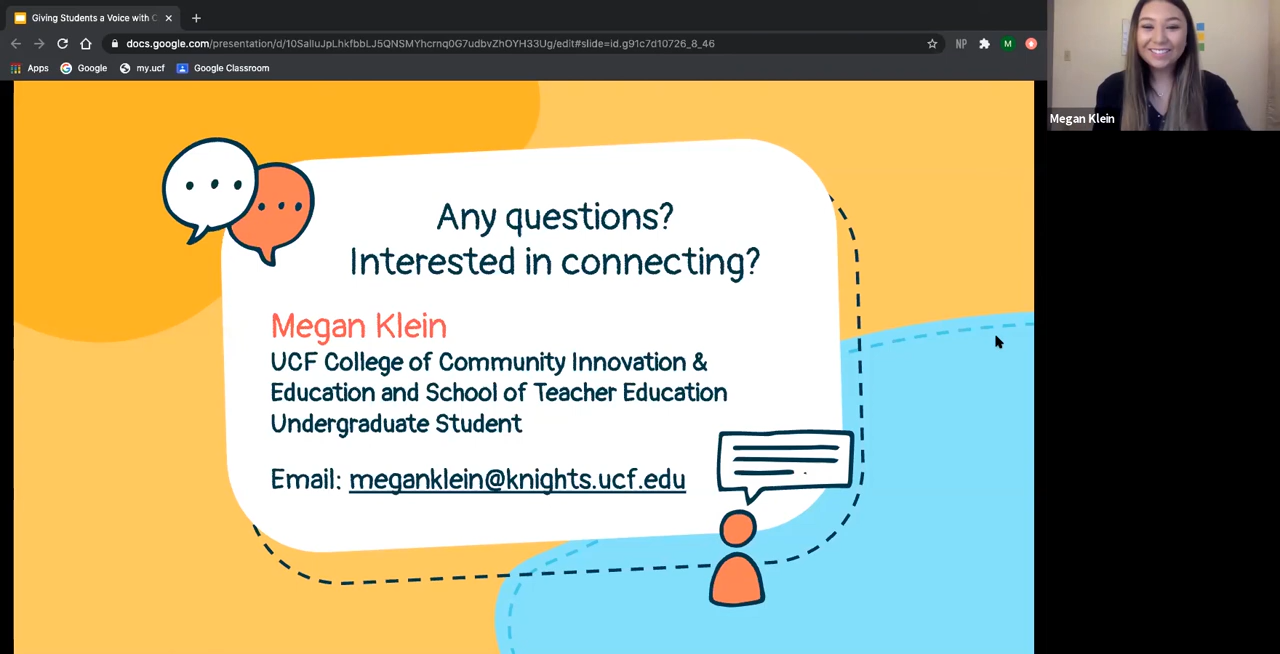 Giving Students a Voice with C
docs.google.com/presentation/d/10SalluJpLhkfbbLJ5QNSMYhcrnq0G7udbvZhOYH33Ug/edit#slide=id.g91c7d10726_8_46
NP
M
Apps
Google
my.ucf
Google Classroom
Megan Klein
Any questions?
Interested in connecting?
Megan Klein
UCF College of Community Innovation &
Education and School of Teacher Education
Undergraduate Student
Email: meganklein@knights.ucf.edu